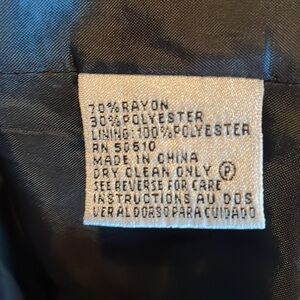 70% RAYON
30% POLYESTER
LINING: 100% POLYESTER
RN 56510
MADE IN CHINA
DRY CLEAN ONLY Ⓟ
SEE REVERSE FOR CARE
INSTRUCTIONS AU DOS
VER AL DORSO PARA CUIDADO